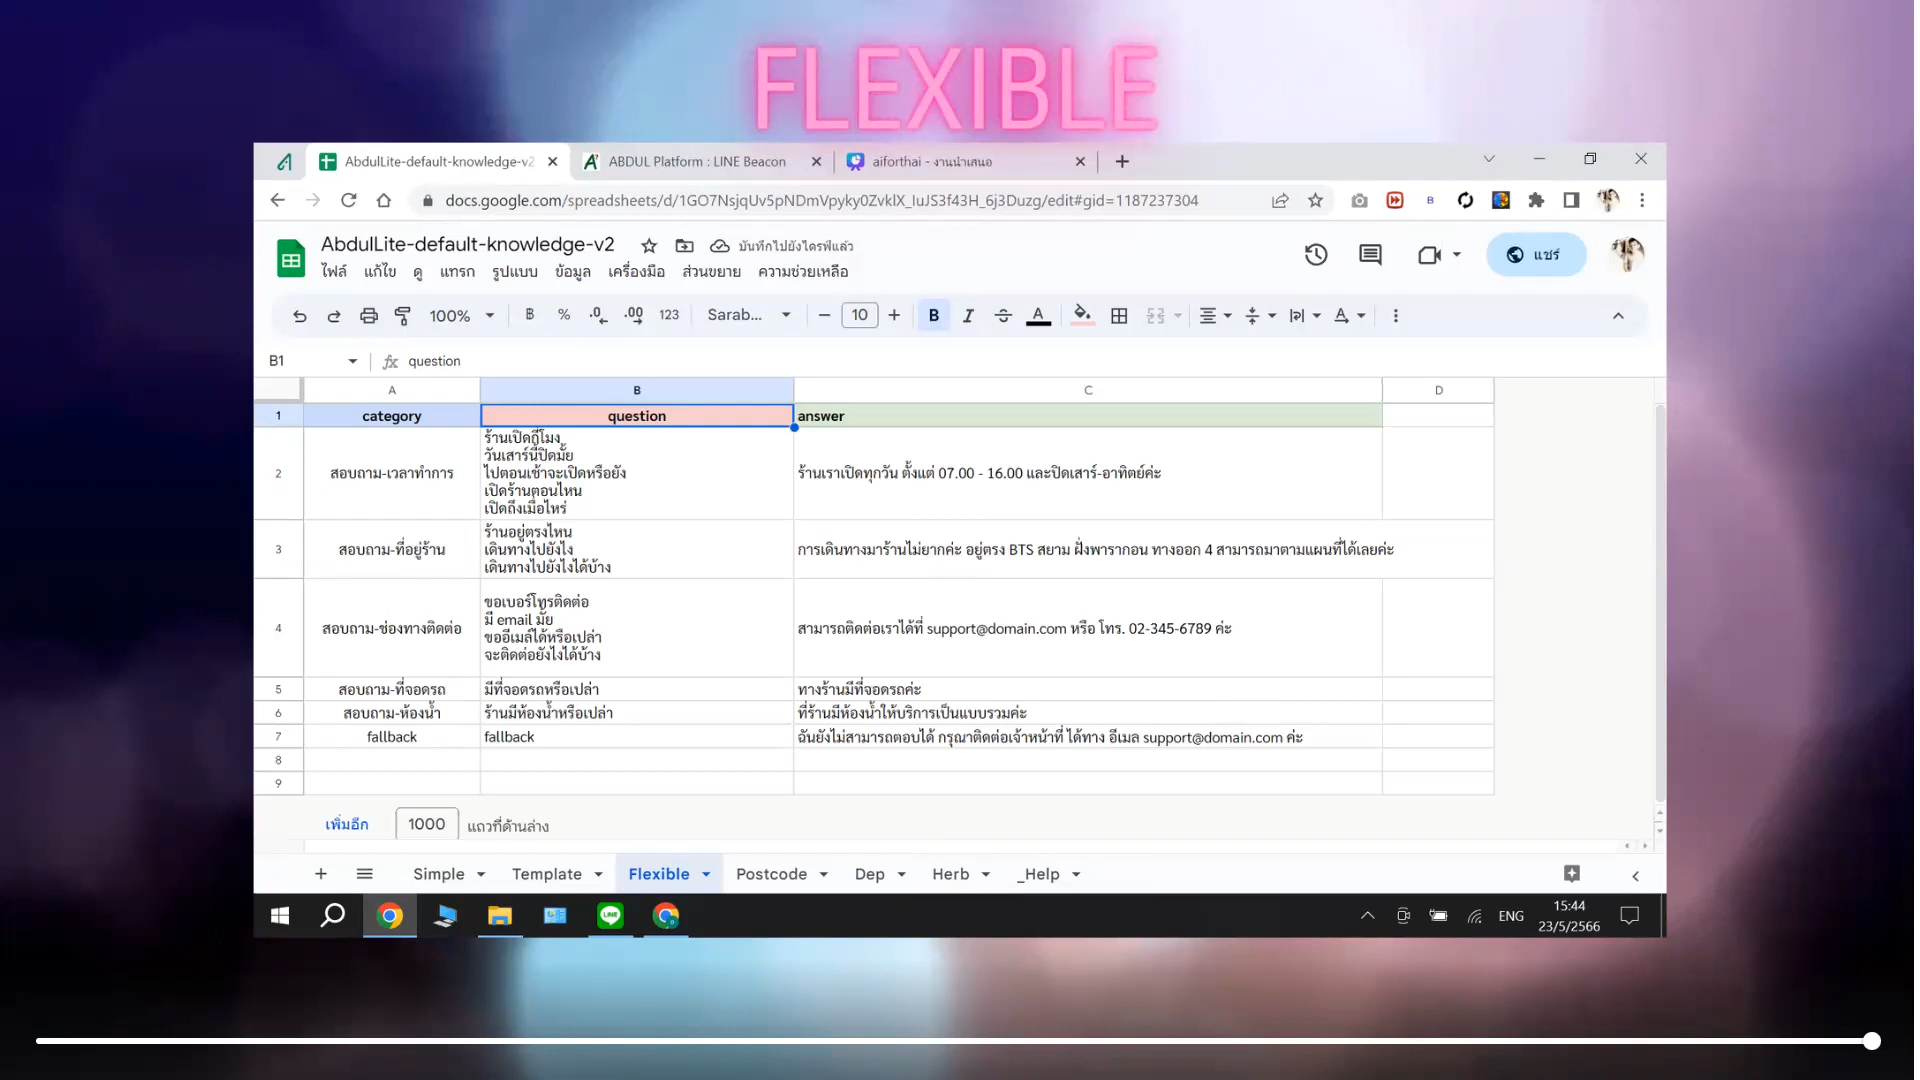 FLEXIBLE
AbdulLite-default-knowledge-v2
ABDUL Platform : LINE Beacon
aiforthai - งานนำเสนอ
docs.google.com/spreadsheets/d/1GO7NsjqUv5pNDmVpyky0ZvklX_IuJS3f43H_6j3Duzg/edit#gid=1187237304
AbdulLite-default-knowledge-v2
บันทึกไปยังไดรฟ์แล้ว
ไฟล์ แก้ไข ดู แทรก รูปแบบ ข้อมูล เครื่องมือ ส่วนขยาย ความช่วยเหลือ
แชร์
100% ฿ % .0 .00 123 Sarab... 10 B I A
B1 fx question
A B C D
1 category question answer
2 สอบถาม-เวลาทำการ
ร้านเปิดกี่โมง
วันเสาร์นี้ปิดมั้ย
ไปตอนเช้าจะเปิดหรือยัง
เปิดร้านตอนไหน
เปิดถึงเมื่อไหร่
ร้านเราเปิดทุกวัน ตั้งแต่ 07.00 - 16.00 และปิดเสาร์-อาทิตย์ค่ะ
3 สอบถาม-ที่อยู่ร้าน
ร้านอยู่ตรงไหน
เดินทางไปยังไง
เดินทางไปยังไงได้บ้าง
การเดินทางมาร้านไม่ยากค่ะ อยู่ตรง BTS สยาม ฝั่งพารากอน ทางออก 4 สามารถมาตามแผนที่ได้เลยค่ะ
4 สอบถาม-ช่องทางติดต่อ
ขอเบอร์โทรติดต่อ
มี email มั้ย
ขออีเมล์ได้หรือเปล่า
จะติดต่อยังไงได้บ้าง
สามารถติดต่อเราได้ที่ support@domain.com หรือ โทร. 02-345-6789 ค่ะ
5 สอบถาม-ที่จอดรถ มีที่จอดรถหรือเปล่า ทางร้านมีที่จอดรถค่ะ
6 สอบถาม-ห้องน้ำ ร้านมีห้องน้ำหรือเปล่า ที่ร้านมีห้องน้ำให้บริการเป็นแบบรวมค่ะ
7 fallback fallback ฉันยังไม่สามารถตอบได้ กรุณาติดต่อเจ้าหน้าที่ ได้ทาง อีเมล support@domain.com ค่ะ
8
9
เพิ่มอีก 1000 แถวที่ด้านล่าง
Simple Template Flexible Postcode Dep Herb _Help
ENG
15:44
23/5/2566